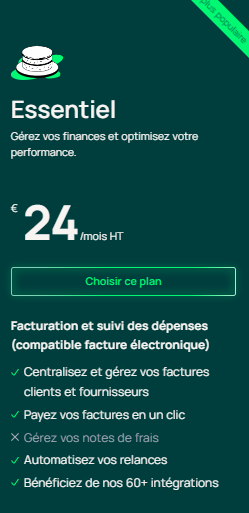 plus populaire
Essentiel
Gérez vos finances et optimisez votre
performance.
€ 24 /mois HT
Choisir ce plan
Facturation et suivi des dépenses
(compatible facture électronique)
Centralisez et gérez vos factures
clients et fournisseurs
Payez vos factures en un clic
Gérez vos notes de frais
Automatisez vos relances
Bénéficiez de nos 60+ intégrations